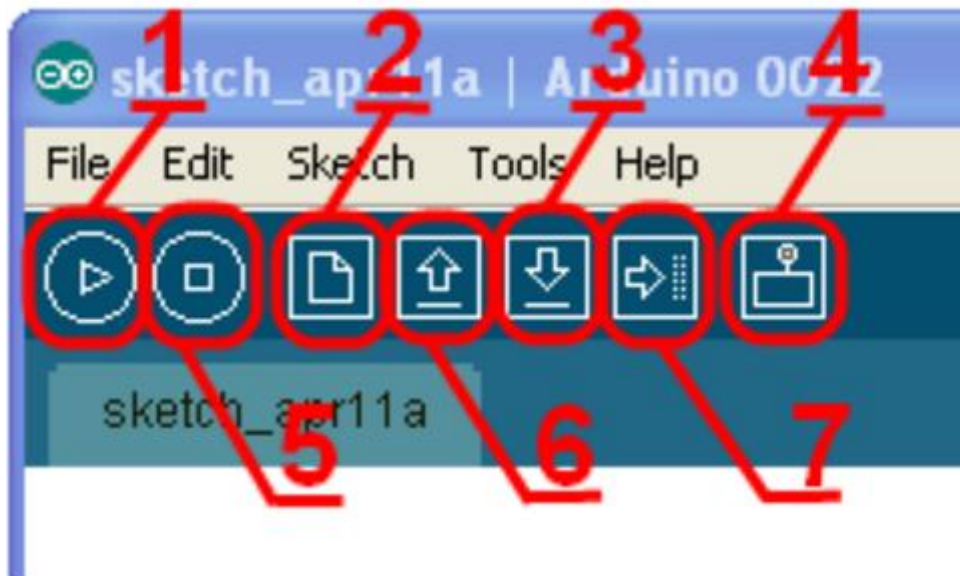 1 2 3 4
sketch_apr11a | Arduino 0022
File Edit Sketch Tools Help
sketch_apr11a
5 6 7